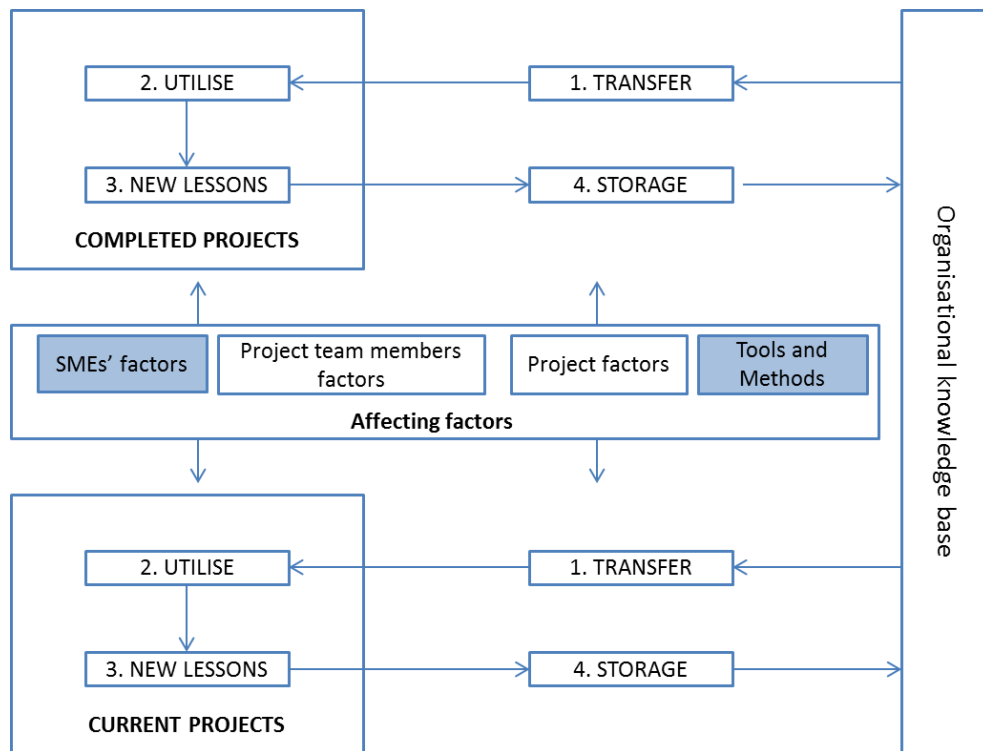 2. UTILISE
1. TRANSFER
3. NEW LESSONS
4. STORAGE
COMPLETED PROJECTS
SMEs' factors
Project team members
factors
Project factors
Tools and
Methods
Affecting factors
Organisational knowledge base
2. UTILISE
1. TRANSFER
3. NEW LESSONS
4. STORAGE
CURRENT PROJECTS